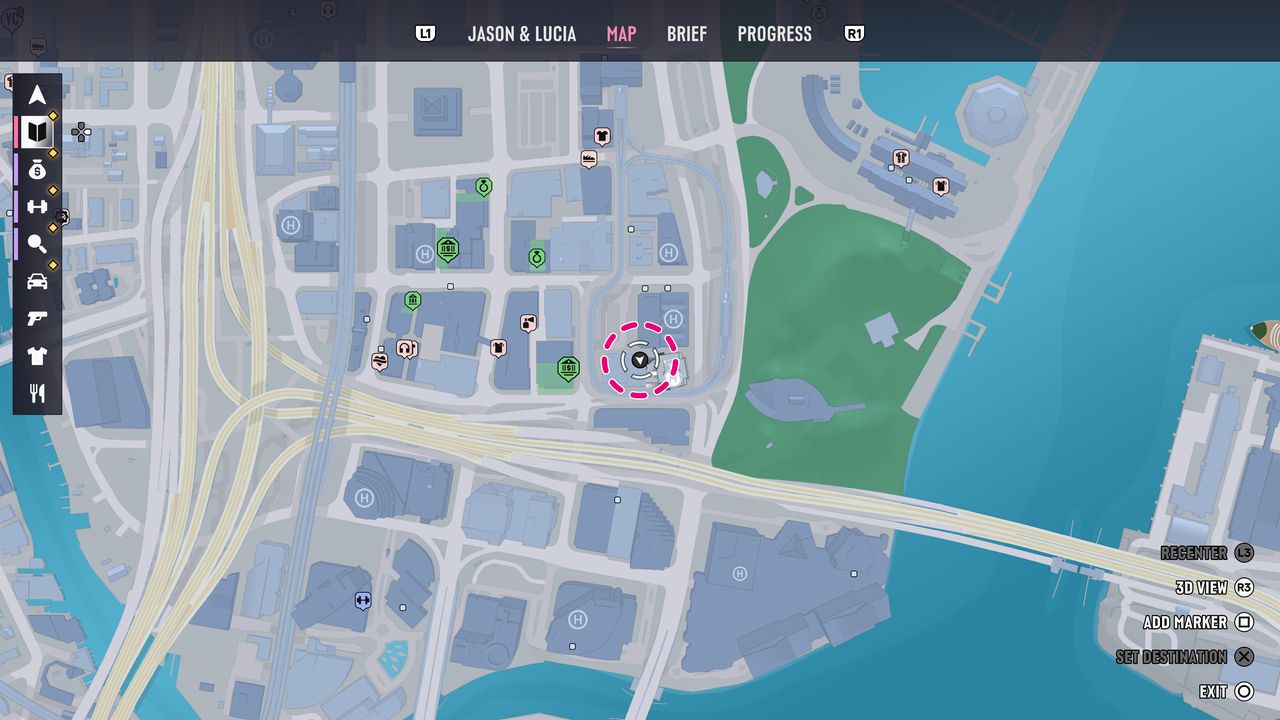 L1 JASON & LUCIA MAP BRIEF PROGRESS R1
H
H
H
H
H
H
H
H
H
RECENTER L3
3D VIEW R3
ADD MARKER
SET DESTINATION
EXIT